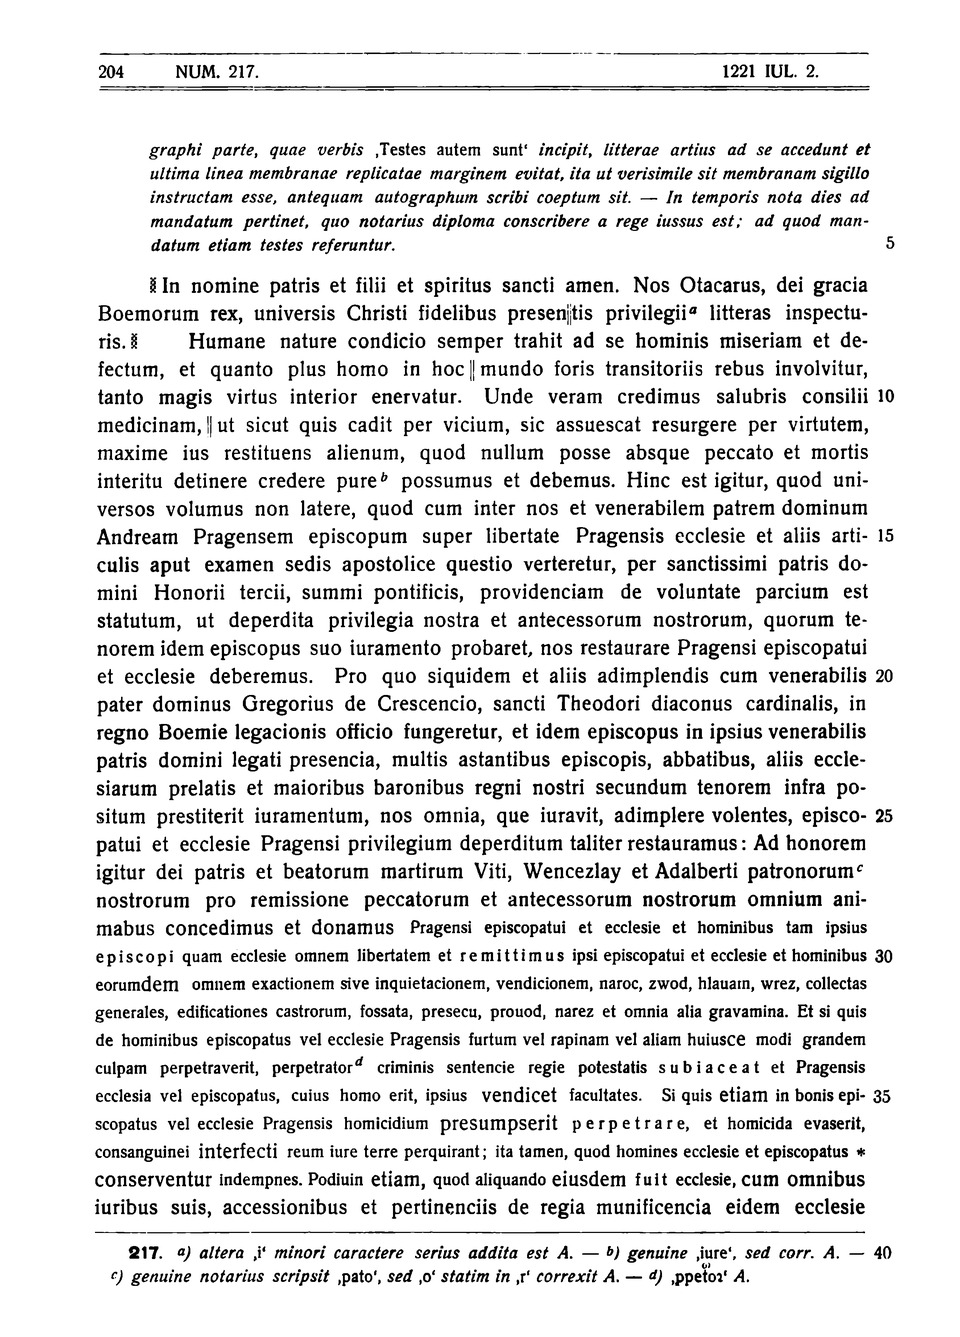 204 NUM. 217. 1221 IUL. 2.
graphi parte, quae verbis ‚Testes autem sunt‘ incipit, litterae artius ad se accedunt et
ultima linea membranae replicatae marginem evitat, ita ut verisimile sit membranam sigillo
instructam esse, antequam autographum scribi coeptum sit. — In temporis nota dies ad
mandatum pertinet, quo notarius diploma conscribere a rege iussus est; ad quod man-
datum etiam testes referuntur. 5
In nomine patris et filii et spiritus sancti amen. Nos Otacarus, dei gracia
Boemorum rex, universis Christi fidelibus presen||tis privilegiiᵃ litteras inspectu-
ris. Humane nature condicio semper trahit ad se hominis miseriam et de-
fectum, et quanto plus homo in hoc || mundo foris transitoriis rebus involvitur,
tanto magis virtus interior enervatur. Unde veram credimus salubris consilii 10
medicinam, || ut sicut quis cadit per vicium, sic assuescat resurgere per virtutem,
maxime ius restituens alienum, quod nullum posse absque peccato et mortis
interitu detinere credere pureᵇ possumus et debemus. Hinc est igitur, quod uni-
versos volumus non latere, quod cum inter nos et venerabilem patrem dominum
Andream Pragensem episcopum super libertate Pragensis ecclesie et aliis arti- 15
culis aput examen sedis apostolice questio verteretur, per sanctissimi patris do-
mini Honorii tercii, summi pontificis, providenciam de voluntate parcium est
statutum, ut deperdita privilegia nostra et antecessorum nostrorum, quorum te-
norem idem episcopus suo iuramento probaret, nos restaurare Pragensi episcopatui
et ecclesie deberemus. Pro quo siquidem et aliis adimplendis cum venerabilis 20
pater dominus Gregorius de Crescencio, sancti Theodori diaconus cardinalis, in
regno Boemie legacionis officio fungeretur, et idem episcopus in ipsius venerabilis
patris domini legati presencia, multis astantibus episcopis, abbatibus, aliis eccle-
siarum prelatis et maioribus baronibus regni nostri secundum tenorem infra po-
situm prestiterit iuramentum, nos omnia, que iuravit, adimplere volentes, episco- 25
patui et ecclesie Pragensi privilegium deperditum taliter restauramus: Ad honorem
igitur dei patris et beatorum martirum Viti, Wencezlay et Adalberti patronorumᶜ
nostrorum pro remissione peccatorum et antecessorum nostrorum omnium ani-
mabus concedimus et donamus Pragensi episcopatui et ecclesie et hominibus tam ipsius
episcopi quam ecclesie omnem libertatem et remittimus ipsi episcopatui et ecclesie et hominibus 30
eorumdem omnem exactionem sive inquietacionem, vendicionem, naroc, zwod, hlauam, wrez, collectas
generales, edificationes castrorum, fossata, presecu, prouod, narez et omnia alia gravamina. Et si quis
de hominibus episcopatus vel ecclesie Pragensis furtum vel rapinam vel aliam huiusce modi grandem
culpam perpetraverit, perpetratorᵈ criminis sentencie regie potestatis subiaceat et Pragensis
ecclesia vel episcopatus, cuius homo erit, ipsius vendicet facultates. Si quis etiam in bonis epi- 35
scopatus vel ecclesie Pragensis homicidium presumpserit perpetrare, et homicida evaserit,
consanguinei interfecti reum iure terre perquirant; ita tamen, quod homines ecclesie et episcopatus *
conserventur indempnes. Podiuin etiam, quod aliquando eiusdem fuit ecclesie, cum omnibus
iuribus suis, accessionibus et pertinenciis de regia munificencia eidem ecclesie
217. a) altera ‚i‘ minori caractere serius addita est A. — b) genuine ‚iure‘, sed corr. A. — 40
c) genuine notarius scripsit ‚pato‘, sed ‚o‘ statim in ‚r‘ correxit A. — d) A.